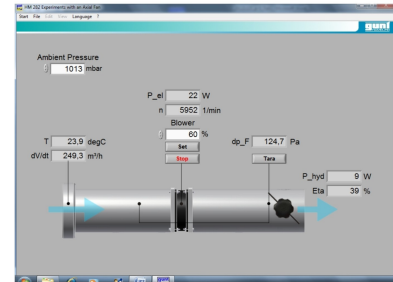 HM 282 Experiments with an Axial Fan
Start File Edit View Language ?
gunt
Ambient Pressure
1013 mbar
P_el 22 W
n 5952 1/min
Blower
60 %
Set
Stop
T 23,9 degC
dV/dt 249,3 m³/h
dp_F 124,7 Pa
Tara
P_hyd 9 W
Eta 39 %